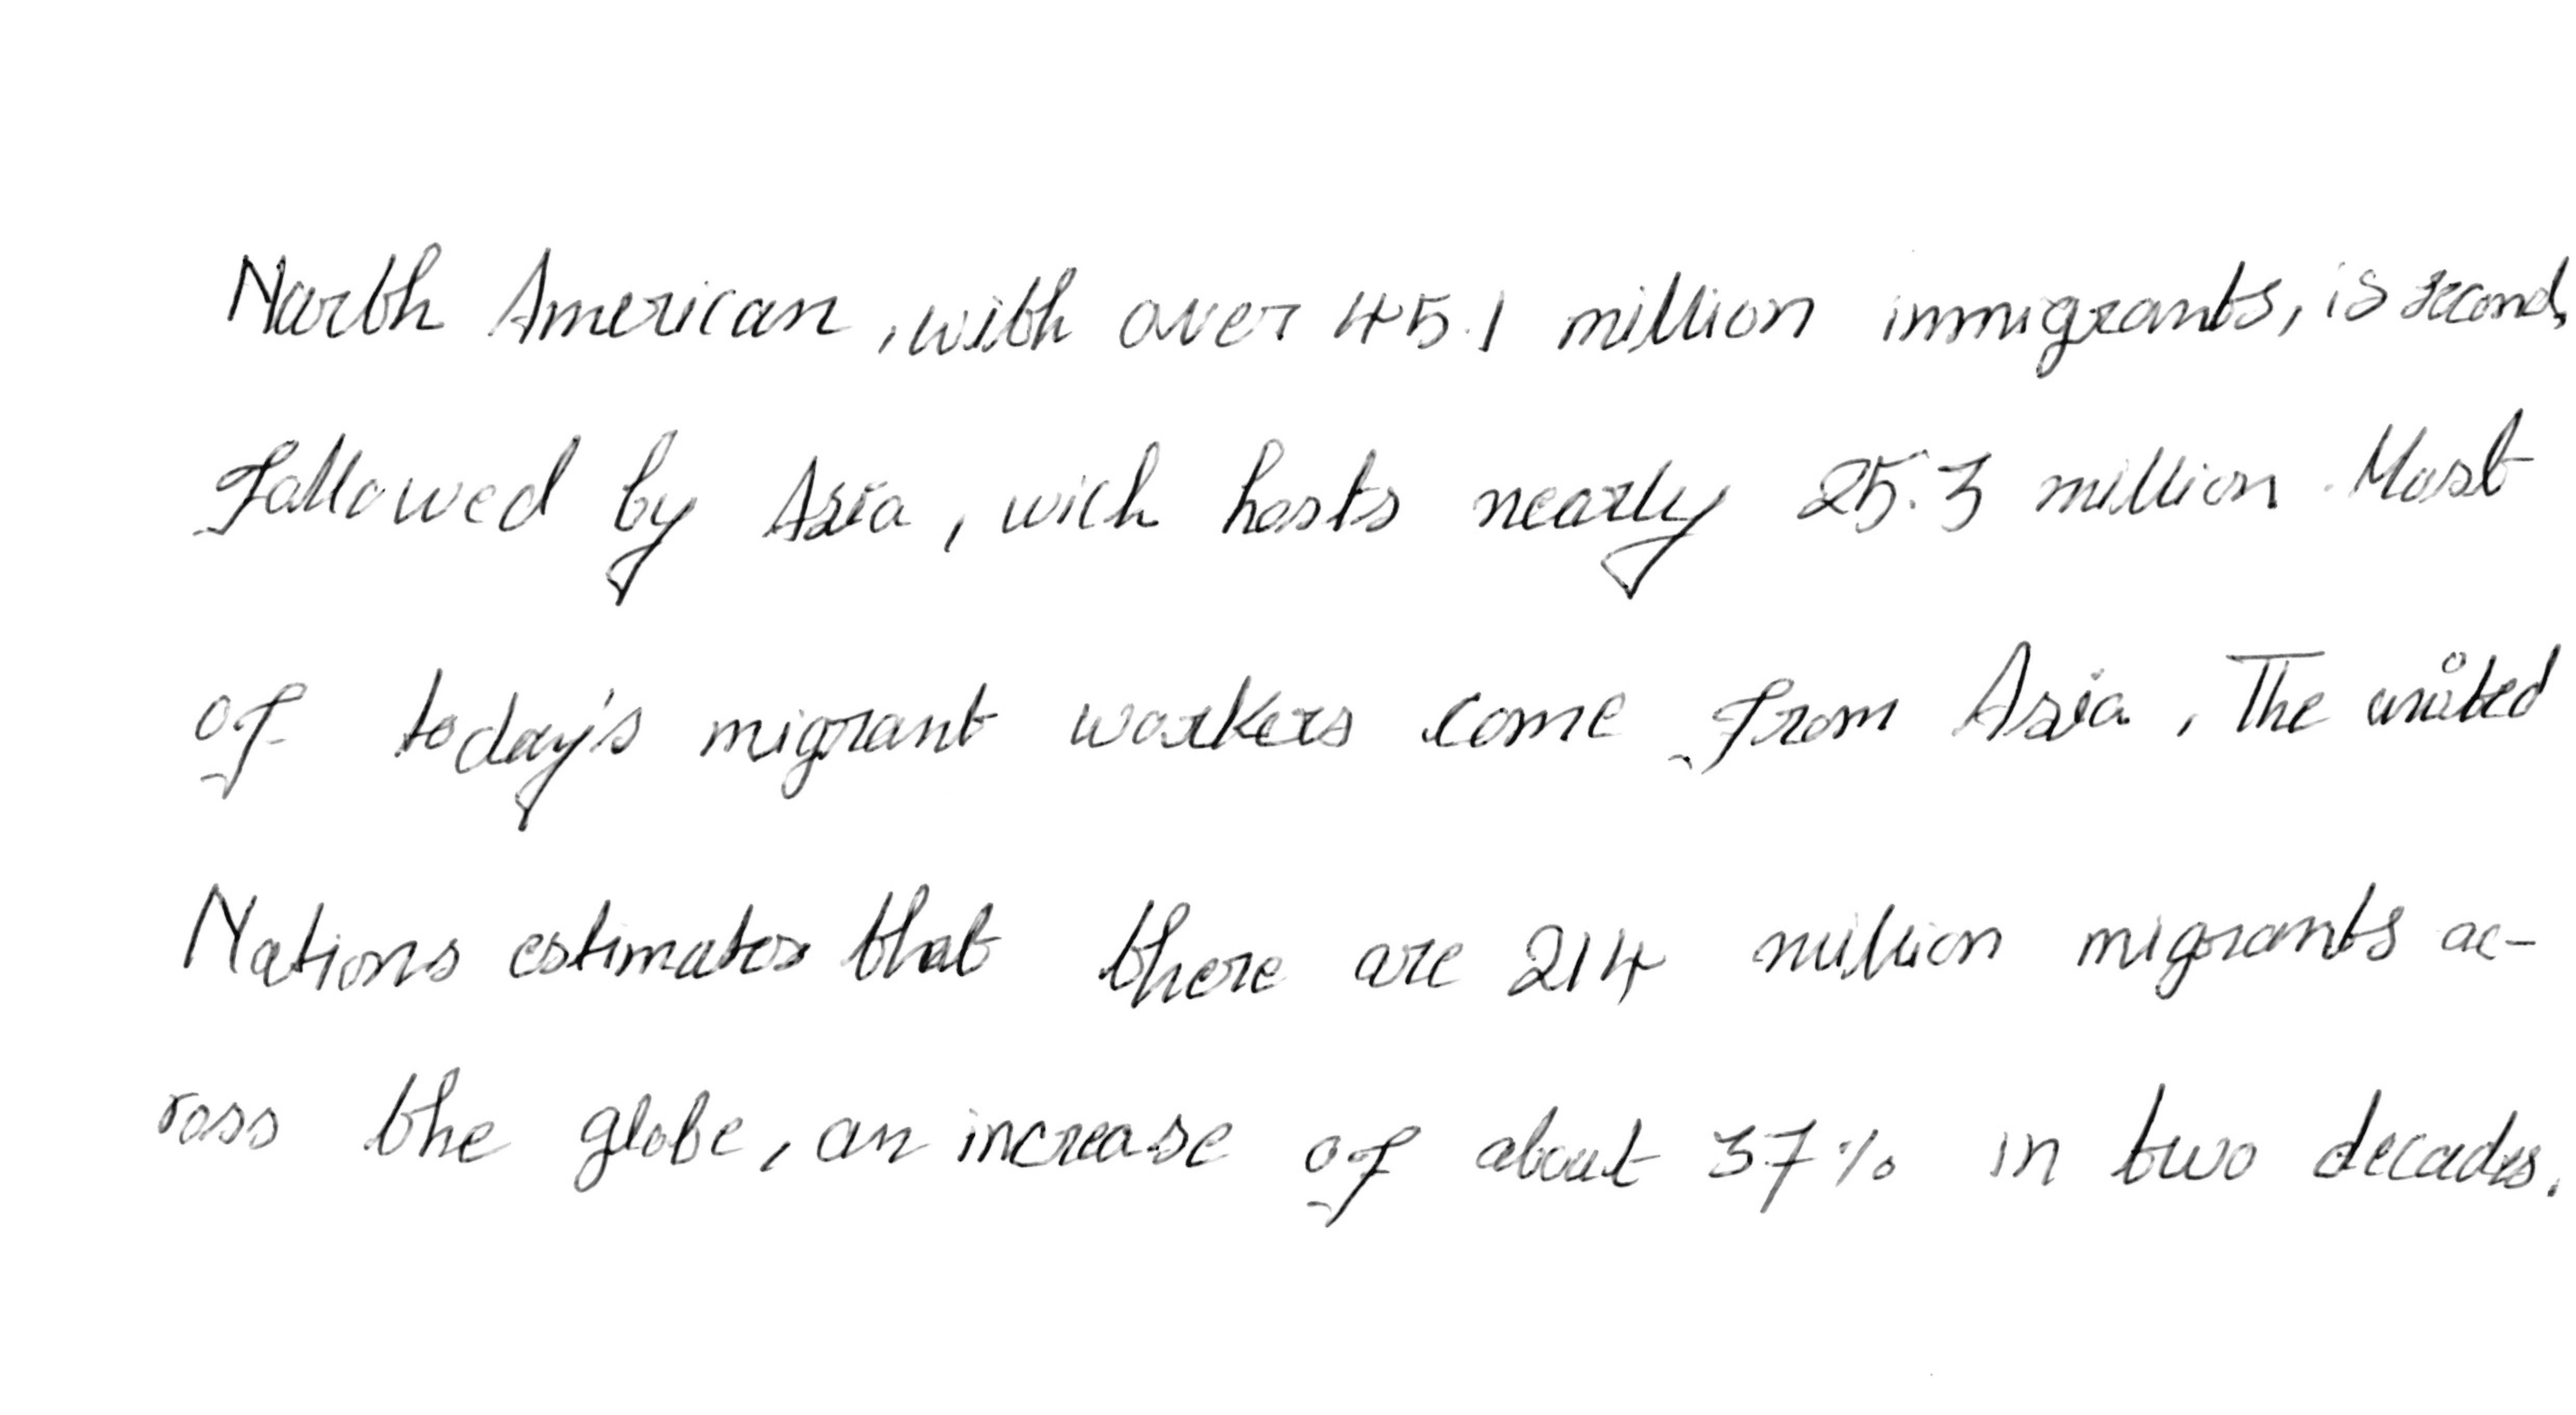 North American, with over 45.1 million immigrants, is second,
followed by Asia, wich hosts nearly 25.3 million. Most
of today's migrant workers come from Asia, The united
Nations estimates that there are 214 million migrants ac-
ross the globe, an increase of about 37% in two decades.